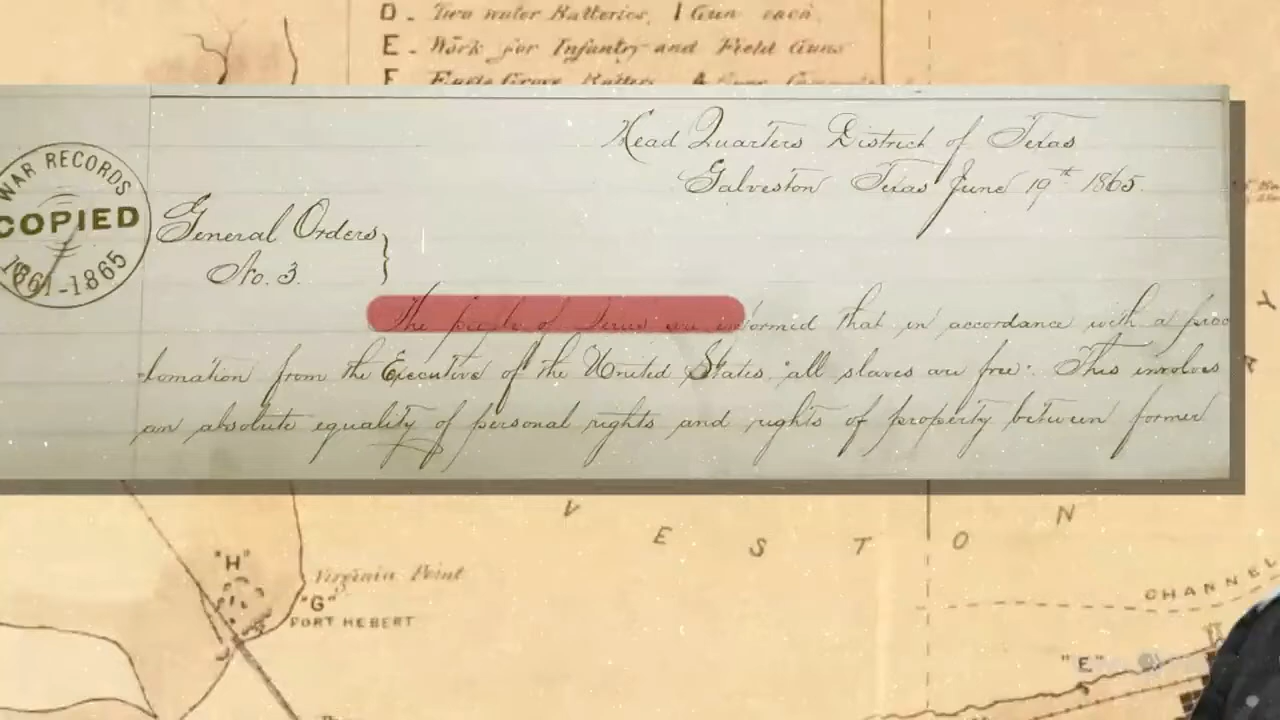 D. Two water Batteries, 1 Gun each
E. Work for Infantry and Field Guns
Head Quarters District of Texas
Galveston Texas June 19th 1865.
WAR RECORDS
COPIED
1861-1865
General Orders
No. 3.
The people of Texas are informed that in accordance with a proc
lamation from the Executive of the United States, "all slaves are free". This involves
an absolute equality of personal rights and rights of property between former
V E S T O N
"H"
Virginia Point
"G"
FORT HEBERT
CHANNEL
"E"